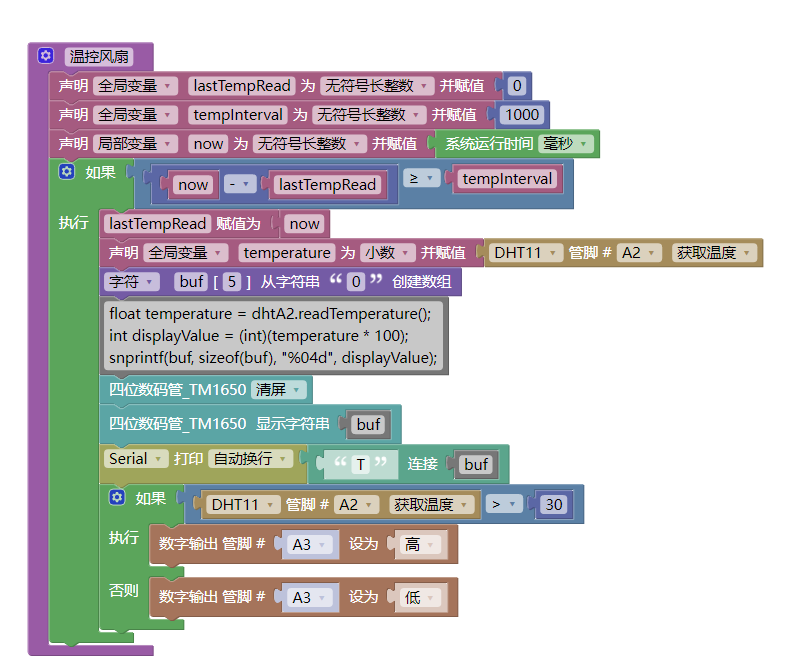 温控风扇
声明 全局变量 lastTempRead 为 无符号长整数 并赋值 0
声明 全局变量 tempInterval 为 无符号长整数 并赋值 1000
声明 局部变量 now 为 无符号长整数 并赋值 系统运行时间 毫秒
如果 now - lastTempRead ≥ tempInterval
执行 lastTempRead 赋值为 now
声明 全局变量 temperature 为 小数 并赋值 DHT11 管脚 # A2 获取温度
字符 buf [ 5 ] 从字符串 “ 0 ” 创建数组
float temperature = dhtA2.readTemperature();
int displayValue = (int)(temperature * 100);
snprintf(buf, sizeof(buf), "%04d", displayValue);
四位数码管_TM1650 清屏
四位数码管_TM1650 显示字符串 buf
Serial 打印 自动换行 “ T ” 连接 buf
如果 DHT11 管脚 # A2 获取温度 > 30
执行 数字输出 管脚 # A3 设为 高
否则 数字输出 管脚 # A3 设为 低